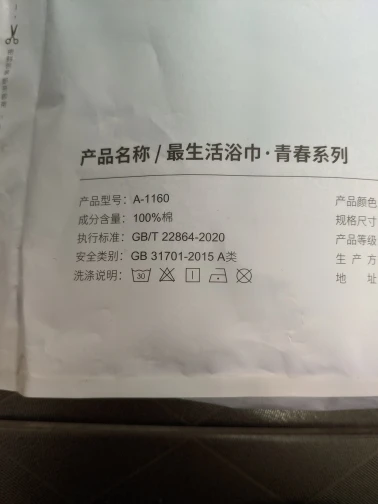 产品名称 / 最生活浴巾·青春系列
产品型号: A-1160
成分含量: 100%棉
执行标准: GB/T 22864-2020
安全类别: GB 31701-2015 A类
洗涤说明: 30
产品颜色
规格尺寸
产品等级
生 产 方
地 址